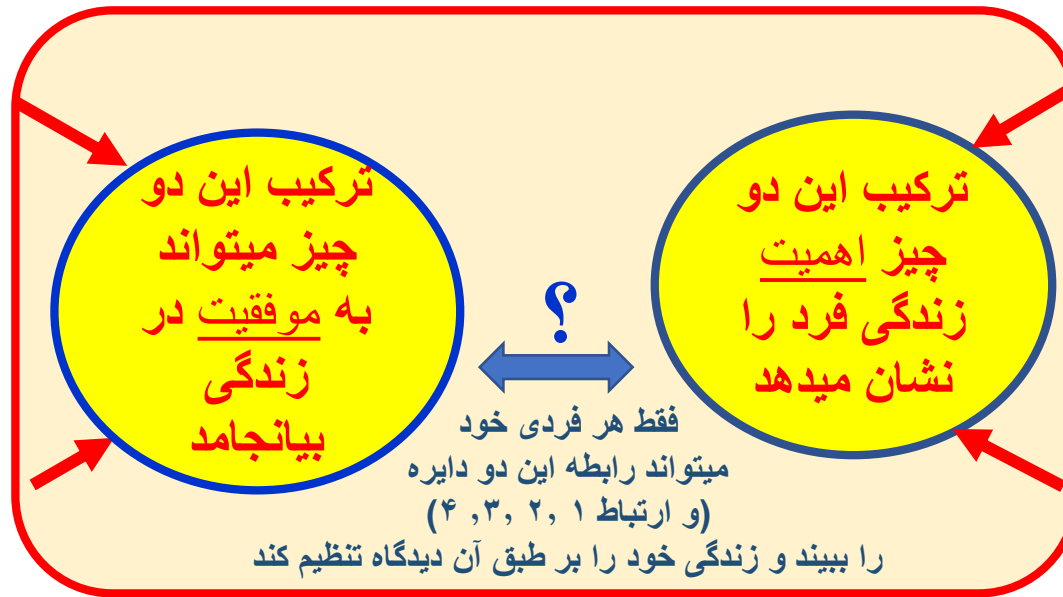 ترکیب این دو
چیز اهمیت
زندگی فرد را
نشان میدهد
ترکیب این دو
چیز میتواند
به موفقیت در
زندگی
بیانجامد
؟
فقط هر فردی خود
میتواند رابطه این دو دایره
(و ارتباط ۱ ,۲ ,۳, ۴)
را ببیند و زندگی خود را بر طبق آن دیدگاه تنظیم کند